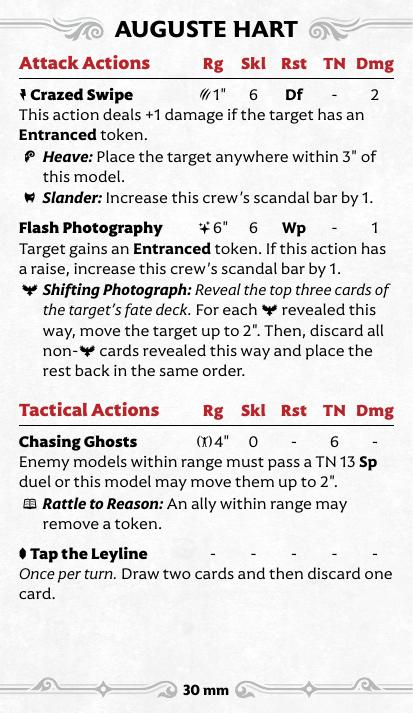 AUGUSTE HART
Attack Actions Rg Skl Rst TN Dmg
Crazed Swipe 1" 6 Df - 2
This action deals +1 damage if the target has an
Entranced token.
Heave: Place the target anywhere within 3" of
this model.
Slander: Increase this crew's scandal bar by 1.
Flash Photography 6" 6 Wp - 1
Target gains an Entranced token. If this action has
a raise, increase this crew's scandal bar by 1.
Shifting Photograph: Reveal the top three cards of
the target's fate deck. For each revealed this
way, move the target up to 2". Then, discard all
non- cards revealed this way and place the
rest back in the same order.
Tactical Actions Rg Skl Rst TN Dmg
Chasing Ghosts 4" 0 - 6 -
Enemy models within range must pass a TN 13 Sp
duel or this model may move them up to 2".
Rattle to Reason: An ally within range may
remove a token.
Tap the Leyline - - - - -
Once per turn. Draw two cards and then discard one
card.
30 mm